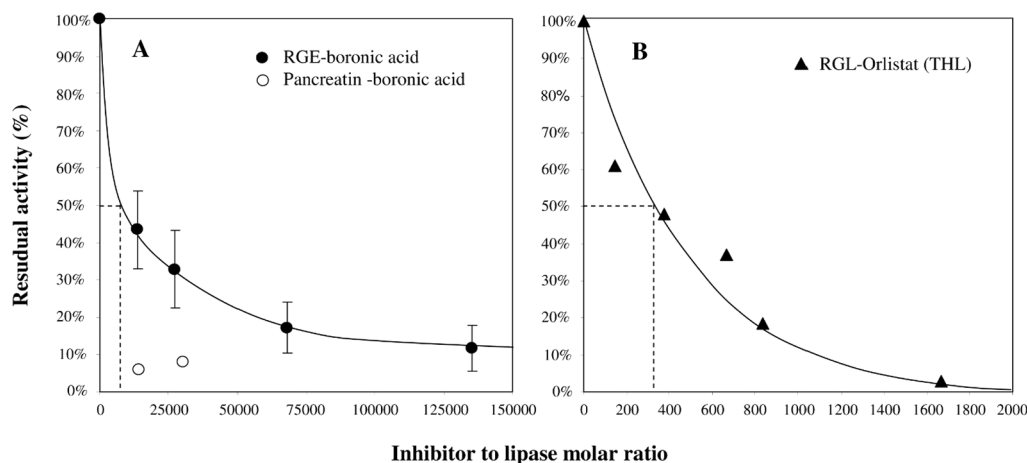 A
RGE-boronic acid
Pancreatin -boronic acid
Resudual activity (%)
100%
90%
80%
70%
60%
50%
40%
30%
20%
10%
0%
0 25000 50000 75000 100000 125000 150000
B
RGL-Orlistat (THL)
100%
90%
80%
70%
60%
50%
40%
30%
20%
10%
0%
0 200 400 600 800 1000 1200 1400 1600 1800 2000
Inhibitor to lipase molar ratio